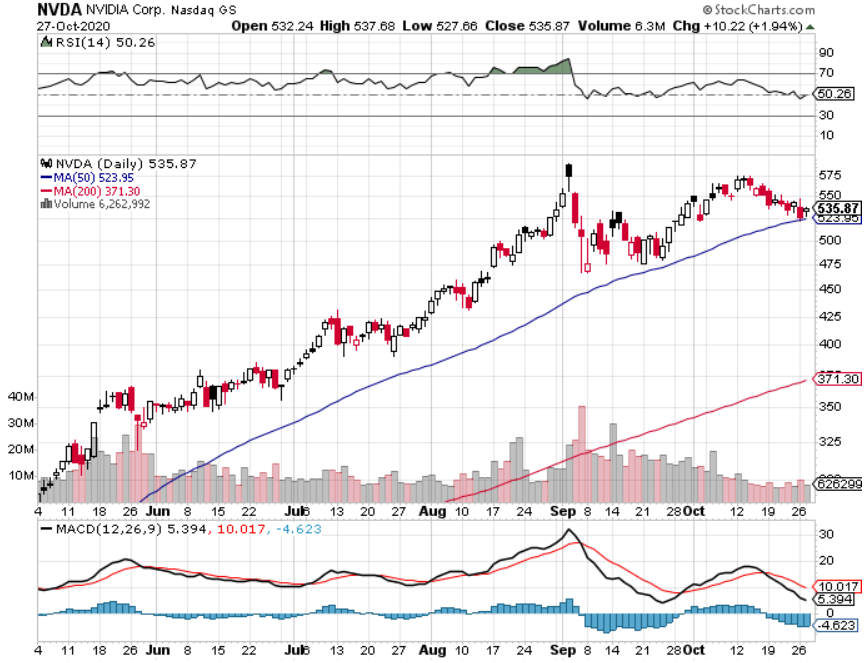 NVDA NVIDIA Corp. Nasdaq GS
© StockCharts.com
27-Oct-2020 Open 532.24 High 537.68 Low 527.66 Close 535.87 Volume 6.3M Chg +10.22 (+1.94%)
RSI(14) 50.26
90
70
50.26
30
10
NVDA (Daily) 535.87
MA(50) 523.95
MA(200) 371.30
Volume 6,262,992
575
550
535.87
523.95
500
475
450
425
400
371.30
350
325
40M
30M
20M
10M
626299
4 11 18 26 Jun 8 15 22 Jul 6 13 20 27 Aug 10 17 24 Sep 8 14 21 28 Oct 12 19 26
MACD(12,26,9) 5.394, 10.017, -4.623
30
20
10.017
5.394
0
-4.623
4 11 18 26 Jun 8 15 22 Jul 6 13 20 27 Aug 10 17 24 Sep 8 14 21 28 Oct 12 19 26